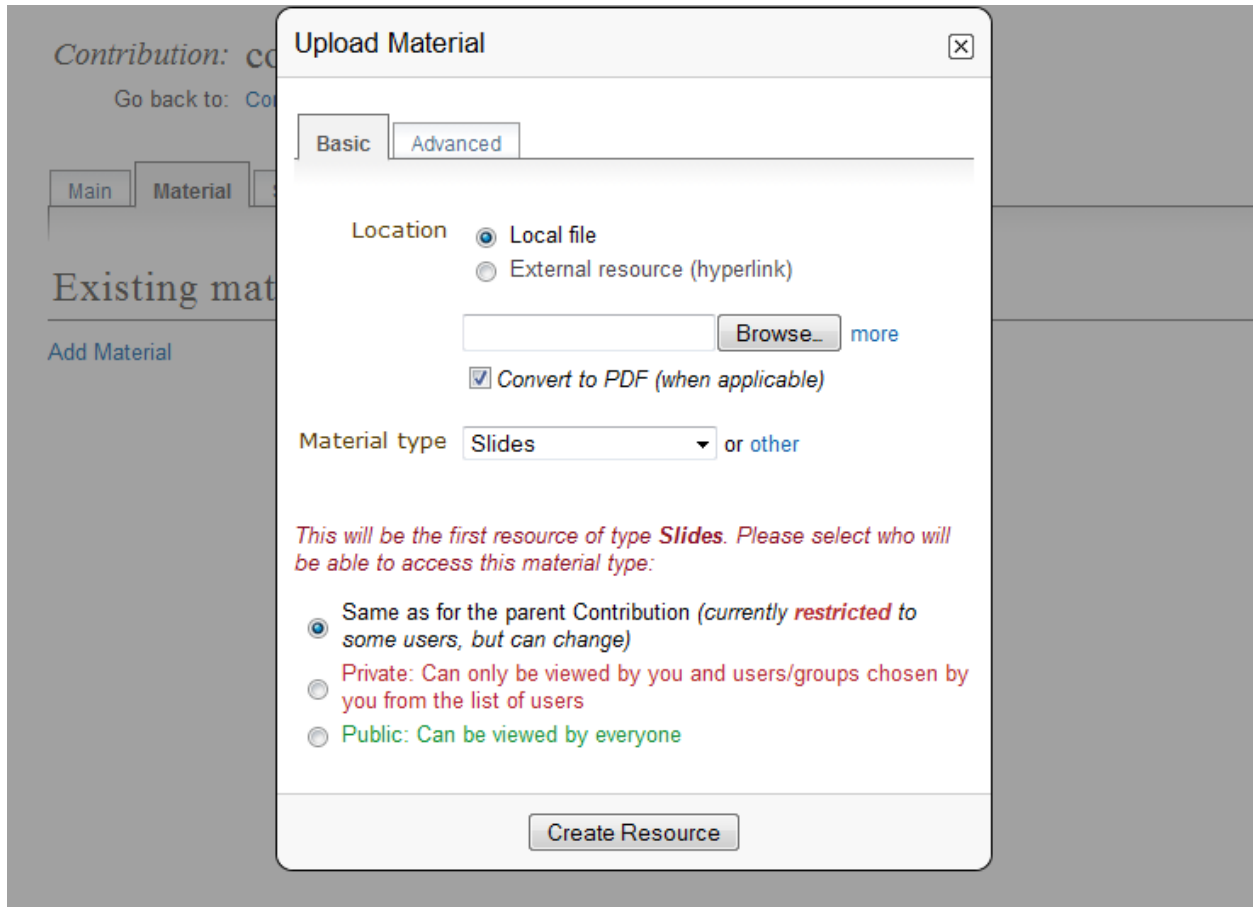 Upload Material
Contribution:
Go back to:
Basic Advanced
Main Material
Location Local file
External resource (hyperlink)
Existing
Browse... more
Add Material
Convert to PDF (when applicable)
Material type Slides or other
This will be the first resource of type Slides. Please select who will
be able to access this material type:
Same as for the parent Contribution (currently restricted to
some users, but can change)
Private: Can only be viewed by you and users/groups chosen by
you from the list of users
Public: Can be viewed by everyone
Create Resource